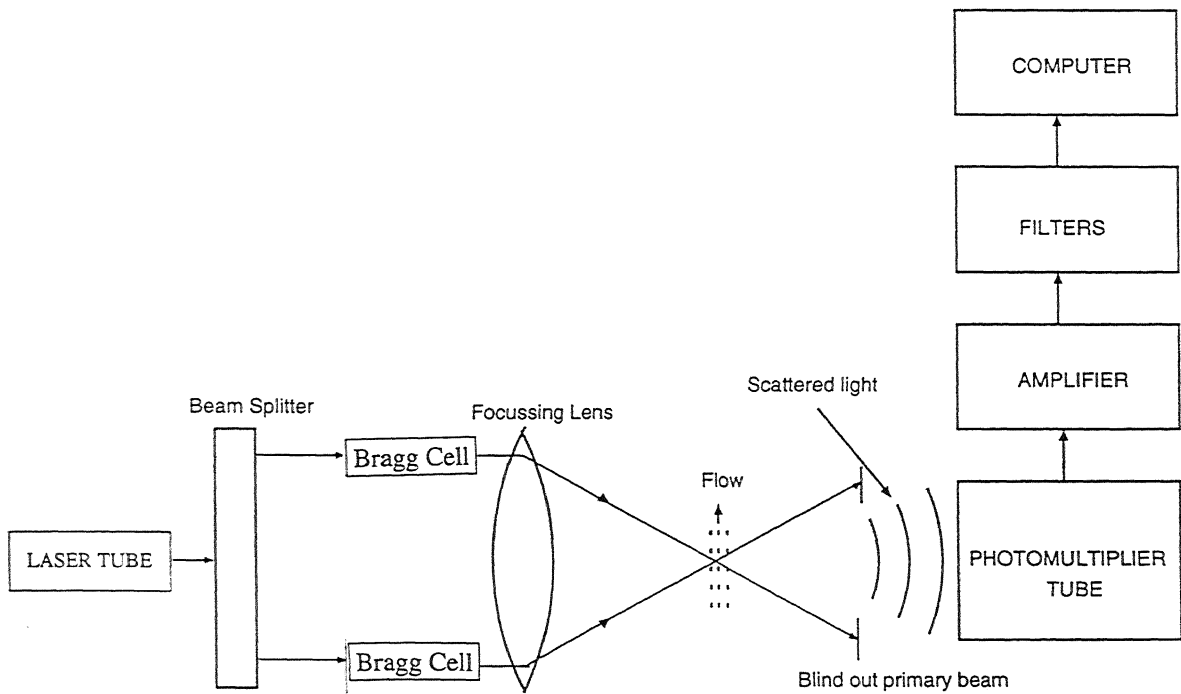 COMPUTER
FILTERS
AMPLIFIER
Scattered light
Beam Splitter
Focussing Lens
Bragg Cell
Flow
LASER TUBE
PHOTOMULTIPLIER
TUBE
Bragg Cell
Blind out primary beam